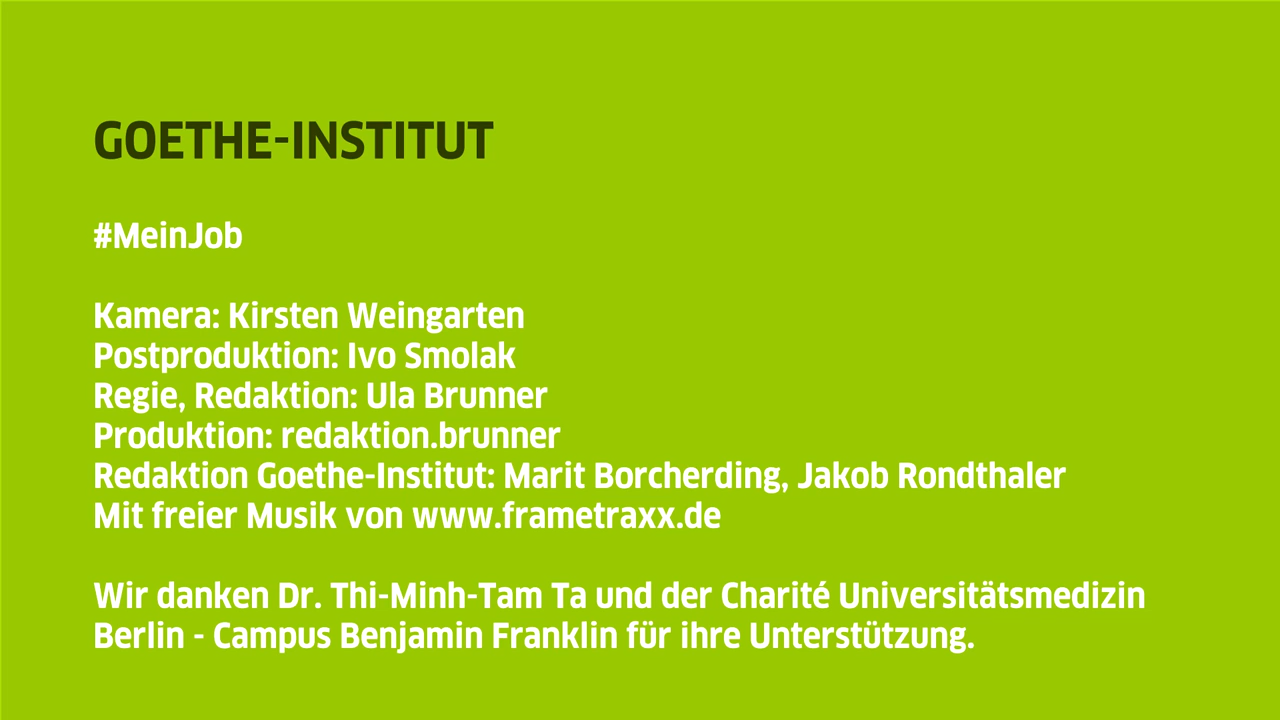 GOETHE-INSTITUT
#MeinJob
Kamera: Kirsten Weingarten
Postproduktion: Ivo Smolak
Regie, Redaktion: Ula Brunner
Produktion: redaktion.brunner
Redaktion Goethe-Institut: Marit Borcherding, Jakob Rondthaler
Mit freier Musik von www.frametraxx.de
Wir danken Dr. Thi-Minh-Tam Ta und der Charité Universitätsmedizin
Berlin - Campus Benjamin Franklin für ihre Unterstützung.